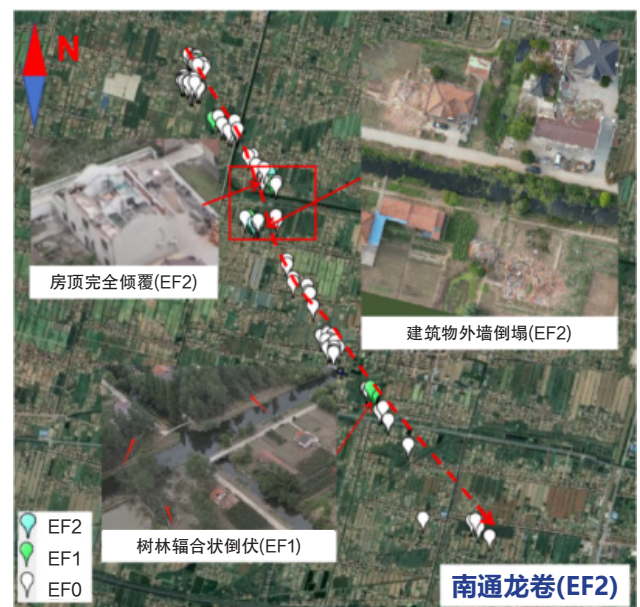 N
房顶完全倾覆(EF2)
建筑物外墙倒塌(EF2)
树林辐合状倒伏(EF1)
EF2
EF1
EF0
南通龙卷(EF2)